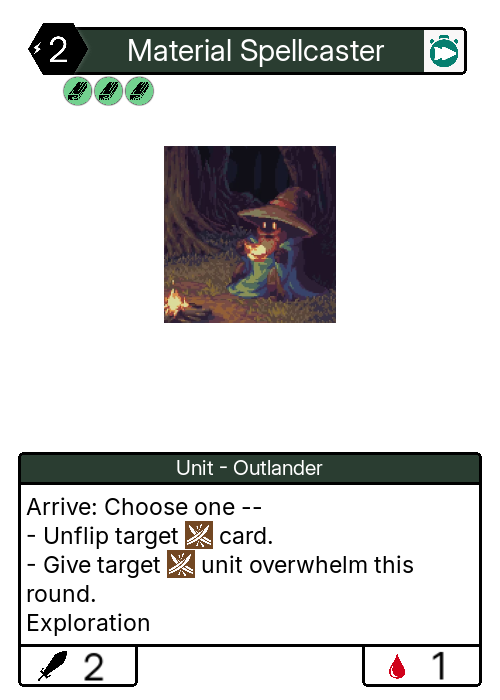 2 Material Spellcaster
Unit - Outlander
Arrive: Choose one --
- Unflip target card.
- Give target unit overwhelm this
round.
Exploration
2 1